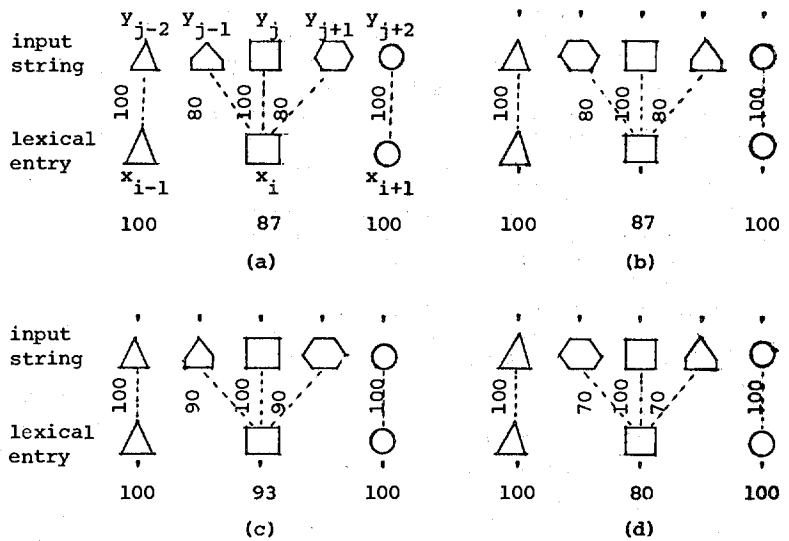 y_{j-2} y_{j-1} y_j y_{j+1} y_{j+2}
input string
100 80 100 80 100
lexical entry
x_{i-1} x_i x_{i+1}
100 87 100
(a)
' ' ' ' '
100 80 100 80 100
' ' '
100 87 100
(b)
' ' ' ' '
input string
100 90 100 90 100
lexical entry
' ' '
100 93 100
(c)
' ' ' ' '
100 70 100 70 100
' ' '
100 80 100
(d)